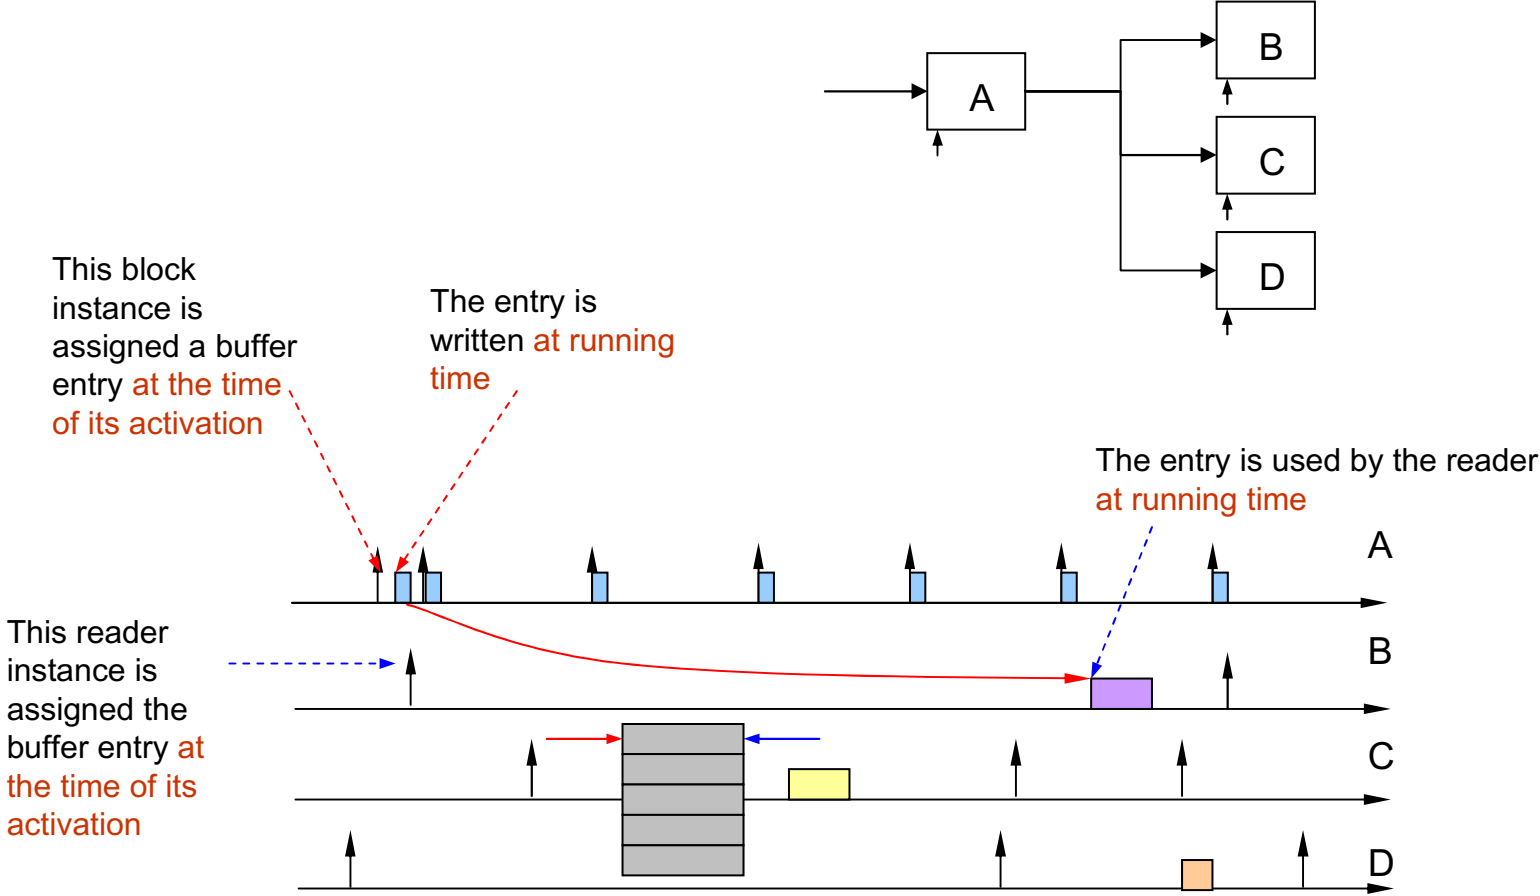 B
A
C
D
This block
instance is
assigned a buffer
entry at the time
of its activation
The entry is
written at running
time
The entry is used by the reader
at running time
A
This reader
instance is
assigned the
buffer entry at
the time of its
activation
B
C
D